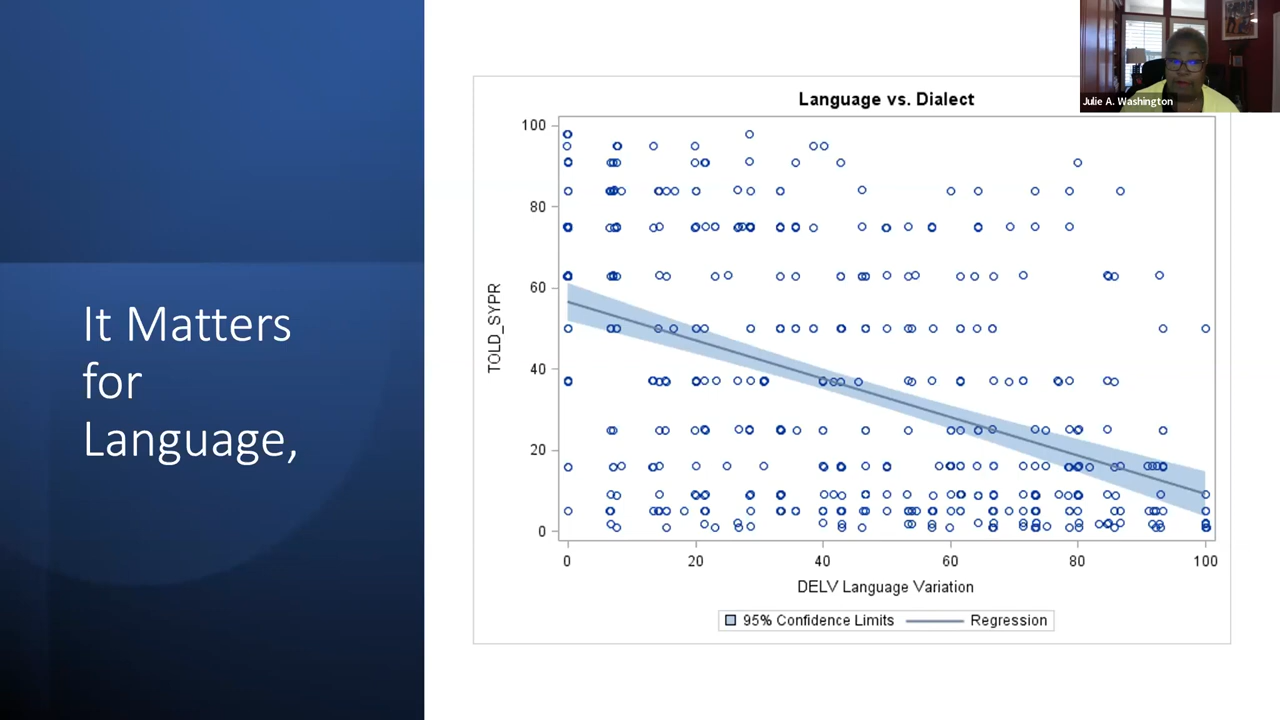 Julie A. Washington
It Matters
for
Language,
Language vs. Dialect
TOLD_SYPR
100
80
60
40
20
0
0 20 40 60 80 100
DELV Language Variation
95% Confidence Limits Regression